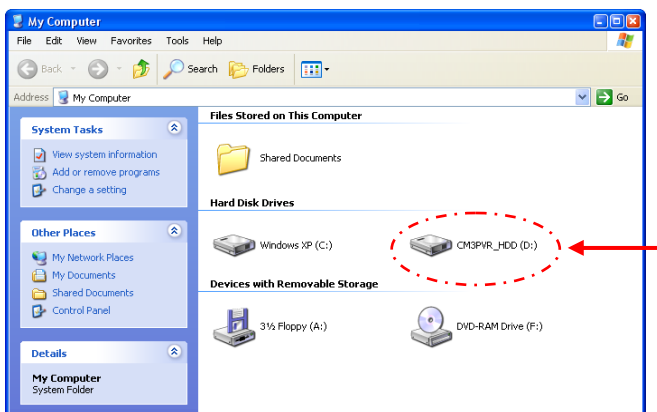 My Computer
File Edit View Favorites Tools Help
Back Search Folders
Address My Computer Go
System Tasks
View system information
Add or remove programs
Change a setting
Other Places
My Network Places
My Documents
Shared Documents
Control Panel
Details
My Computer
System Folder
Files Stored on This Computer
Shared Documents
Hard Disk Drives
Windows XP (C:)
CM3PVR_HDD (D:)
Devices with Removable Storage
3½ Floppy (A:)
DVD-RAM Drive (F:)